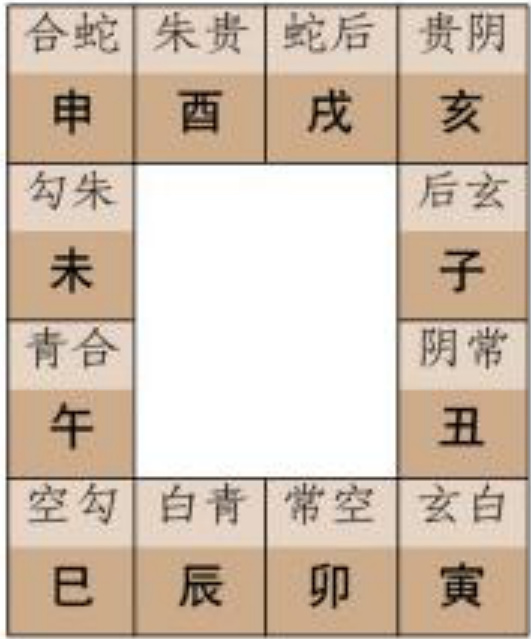 合蛇 朱贵 蛇后 贵阴
申 酉 戌 亥
勾朱 后玄
未 子
青合 阴常
午 丑
空勾 白青 常空 玄白
巳 辰 卯 寅